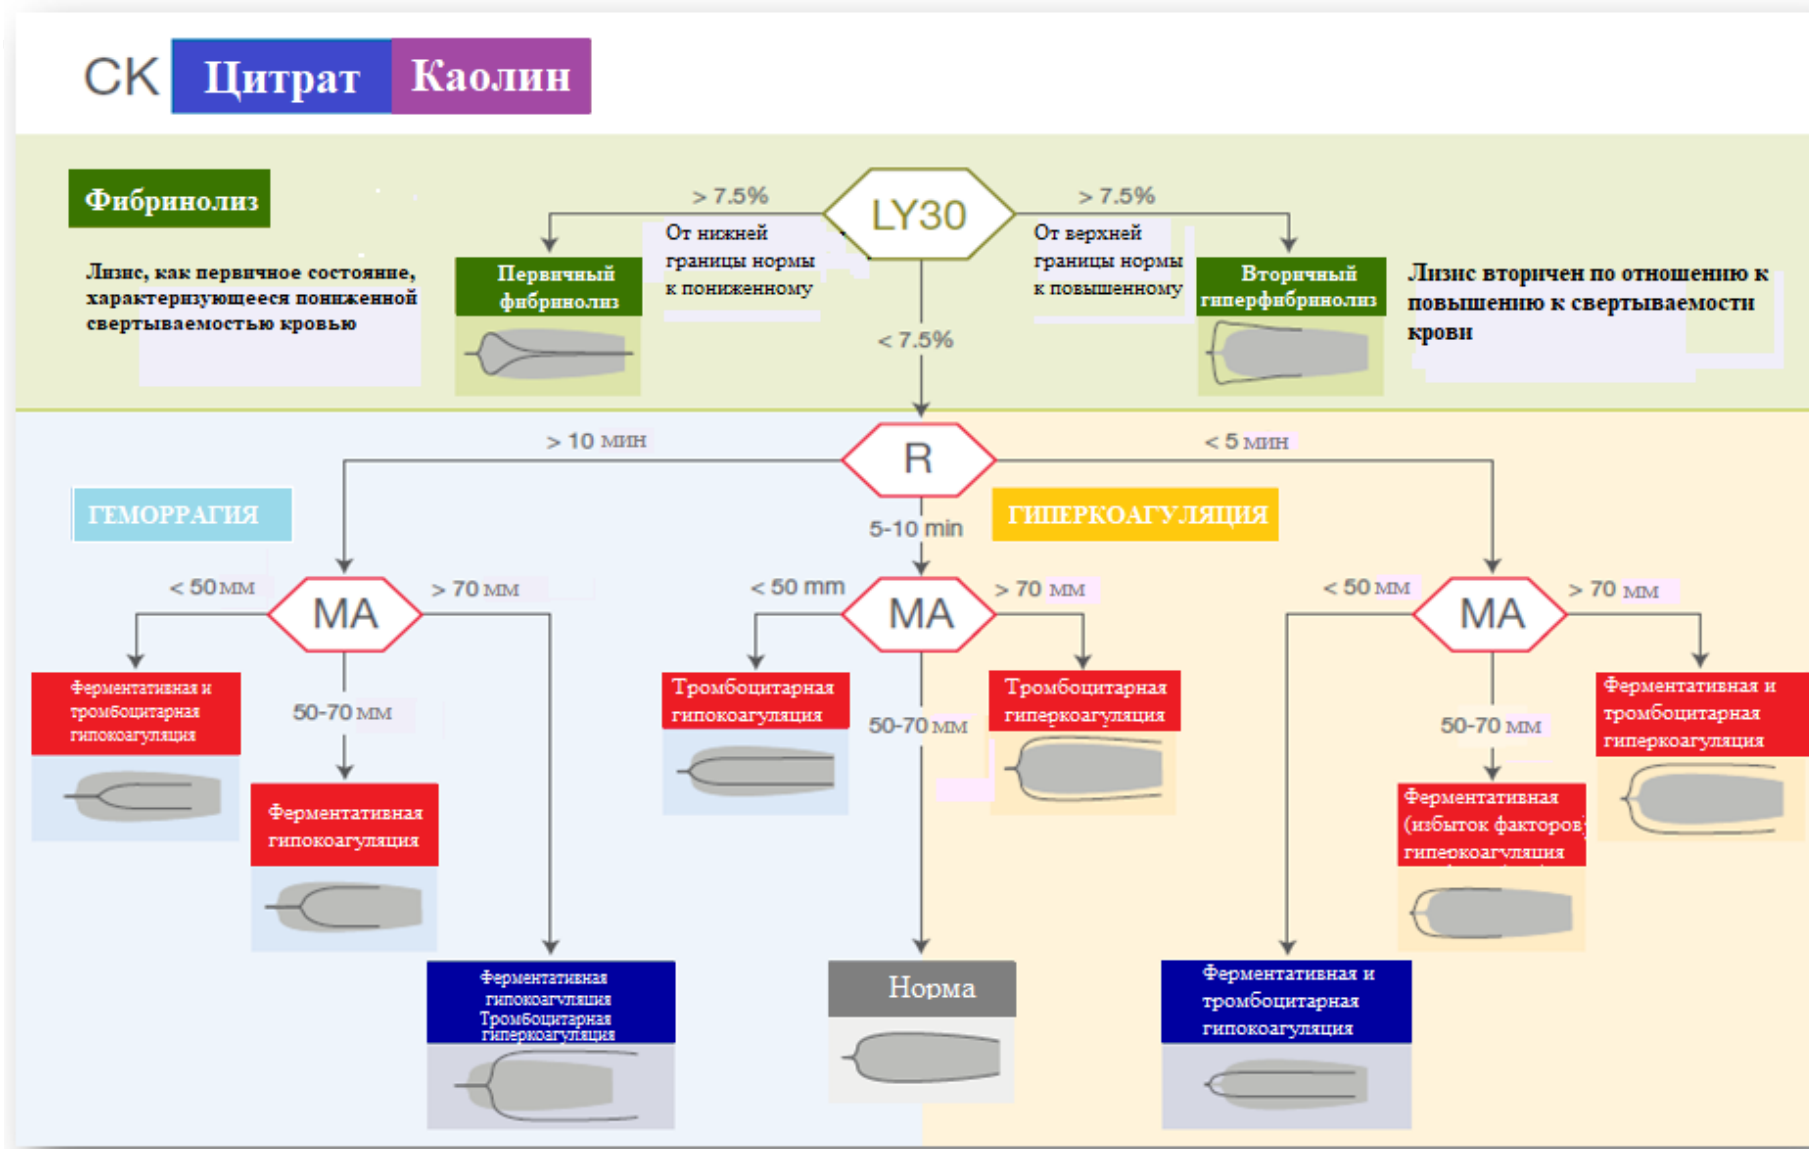 СК Цитрат Каолин
Фибринолиз
> 7.5%
LY30
> 7.5%
От нижней
границы нормы
к пониженному
От верхней
границы нормы
к повышенному
Лизис, как первичное состояние,
характеризующееся пониженной
свертываемостью кровью
Первичный
фибринолиз
Вторичный
гиперфибринолиз
Лизис вторичен по отношению к
повышению к свертываемости
крови
< 7.5%
> 10 мин
R
< 5 мин
ГЕМОРРАГИЯ
5-10 min
ГИПЕРКОАГУЛЯЦИЯ
< 50 мм
MA
> 70 мм
< 50 mm
MA
> 70 мм
< 50 мм
MA
> 70 мм
Ферментативная и
тромбоцитарная
гипокоагуляция
50-70 мм
Ферментативная
гипокоагуляция
Ферментативная
гипокоагуляция
Тромбоцитарная
гиперкоагуляция
Тромбоцитарная
гипокоагуляция
50-70 мм
Норма
Тромбоцитарная
гиперкоагуляция
Ферментативная и
тромбоцитарная
гипокоагуляция
50-70 мм
Ферментативная
(избыток факторов)
гиперкоагуляция
Ферментативная и
тромбоцитарная
гиперкоагуляция